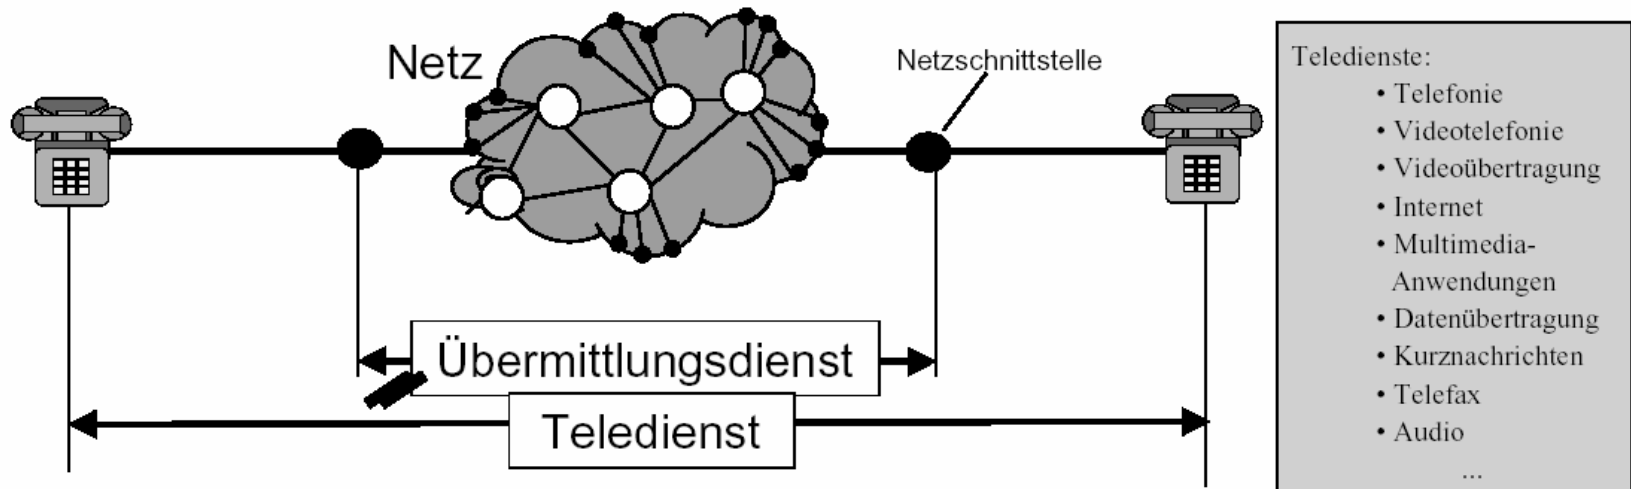 Netz
Netzschnittstelle
Übermittlungsdienst
Teledienst
Teledienste:
• Telefonie
• Videotelefonie
• Videoübertragung
• Internet
• Multimedia-
Anwendungen
• Datenübertragung
• Kurznachrichten
• Telefax
• Audio
...